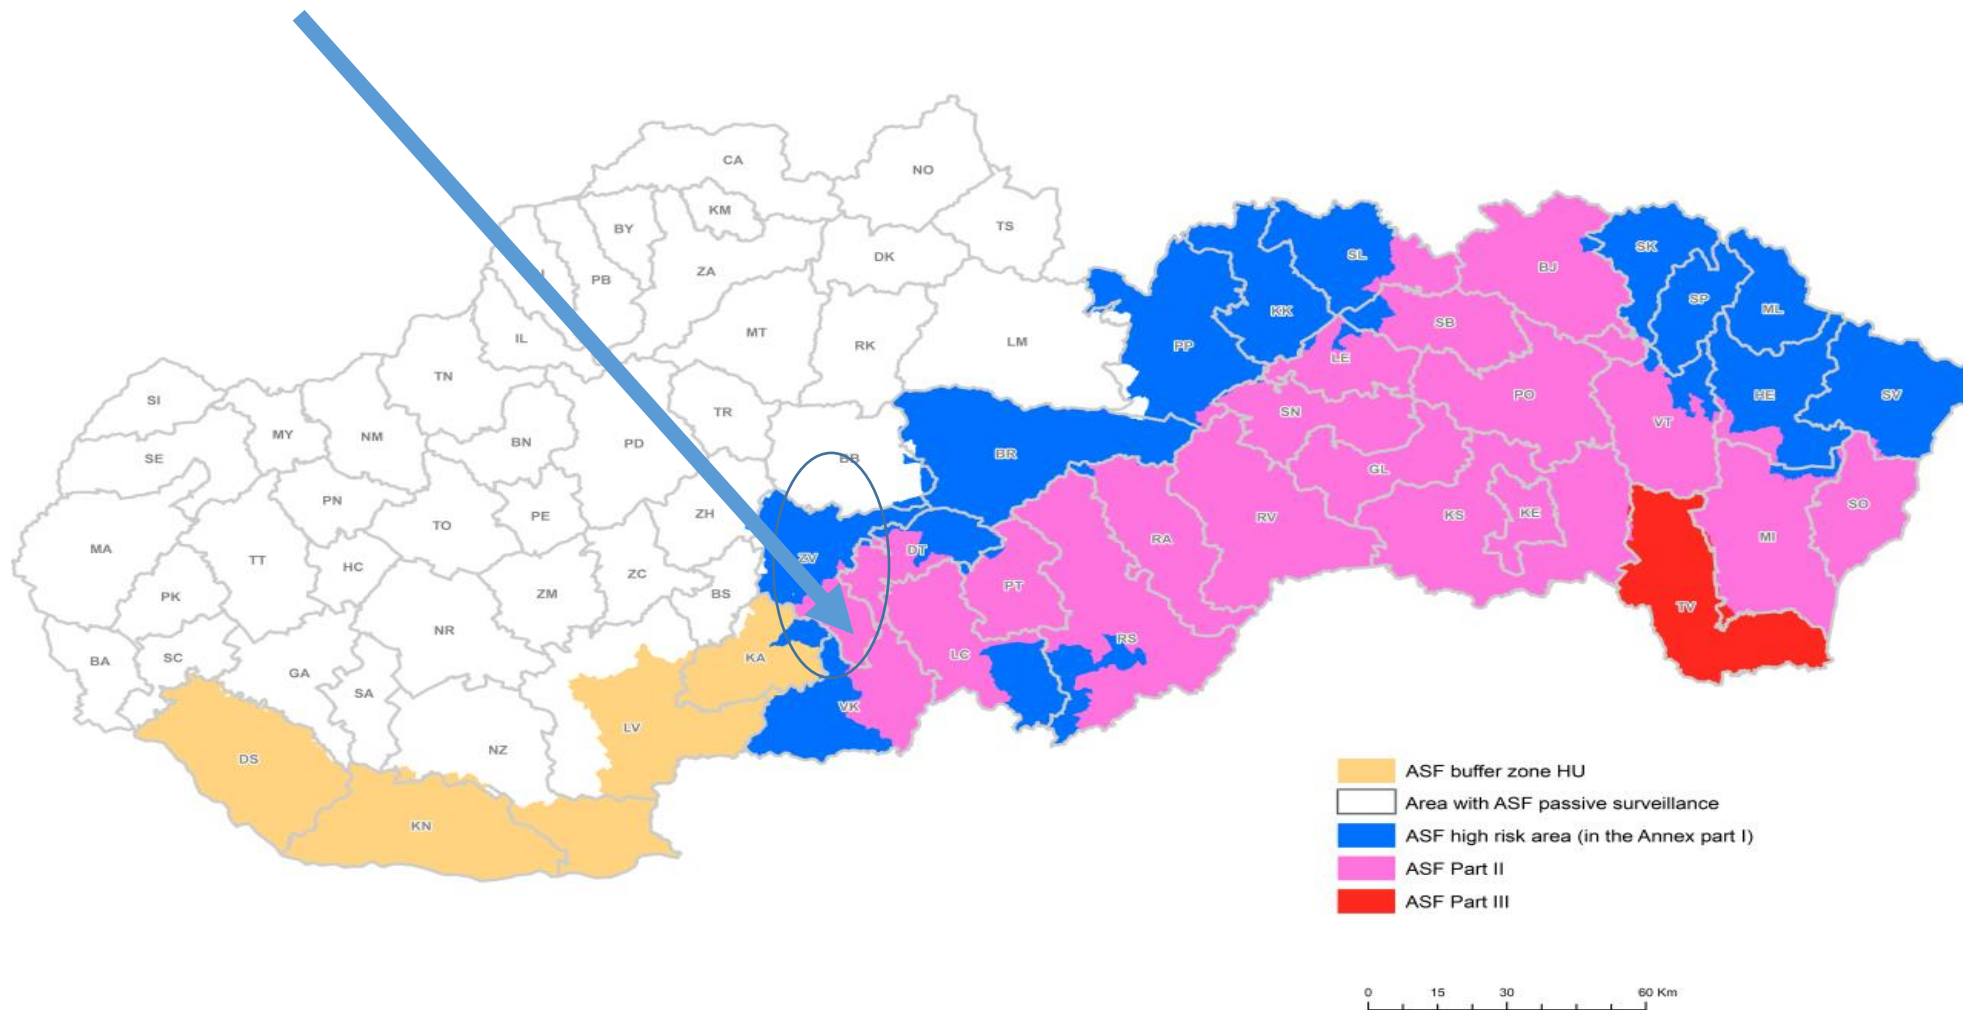 CA
NO
KM
TS
BY
DK
SK
SL
BJ
ZA
PB
SP
ML
KK
SB
MT
IL
RK
LM
PP
LE
TN
HE
SV
PO
SI
TR
SN
VT
MY
NM
BN
PD
SE
BB
BR
GL
PN
SO
ZH
TO
PE
KS
KE
RV
MA
MI
RA
TT
DT
ZV
HC
ZC
PT
PK
ZM
BS
TV
NR
RS
LC
BA
SC
KA
GA
SA
VK
LV
NZ
DS
KN
ASF buffer zone HU
Area with ASF passive surveillance
ASF high risk area (in the Annex part I)
ASF Part II
ASF Part III
0 15 30 60 Km